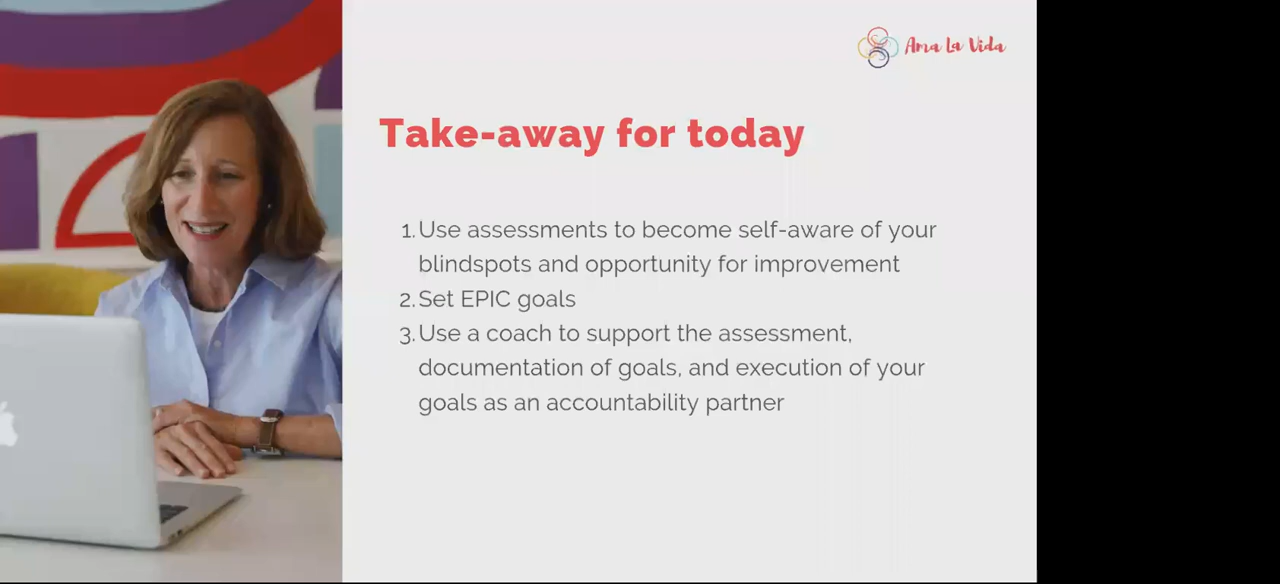 Ama La Vida
Take-away for today
1. Use assessments to become self-aware of your
blindspots and opportunity for improvement
2. Set EPIC goals
3. Use a coach to support the assessment,
documentation of goals, and execution of your
goals as an accountability partner